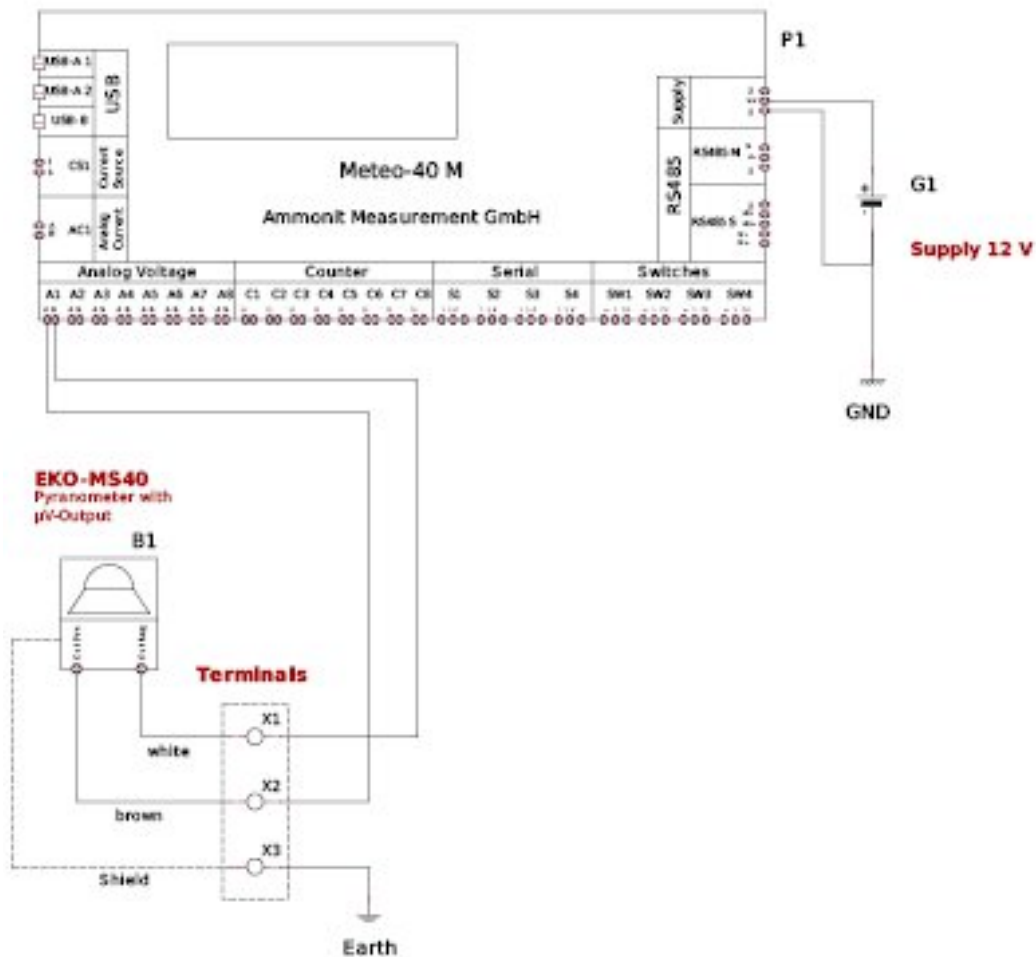 P1
USB-A 1
USB-A 2
USB-B
USB
Supply
CS1
Current Source
AC1
Analog Current
Meteo-40 M
Ammonit Measurement GmbH
RS485 M
RS485 S
RS485
G1
Supply 12 V
GND
Analog Voltage Counter Serial Switches
A1 A2 A3 A4 A5 A6 A7 A8 C1 C2 C3 C4 C5 C6 C7 C8 S1 S2 S3 S4 SW1 SW2 SW3 SW4
EKO-MS40
Pyranometer with
µV-Output
B1
Terminals
X1
white
X2
brown
X3
Shield
Earth